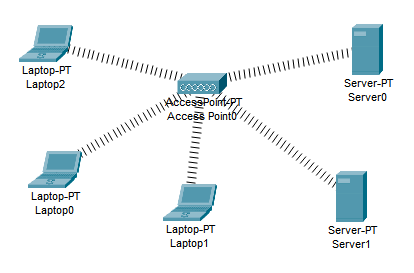 Laptop-PT
Laptop2
AccessPoint-PT
Access Point0
Server-PT
Server0
Laptop-PT
Laptop0
Laptop-PT
Laptop1
Server-PT
Server1